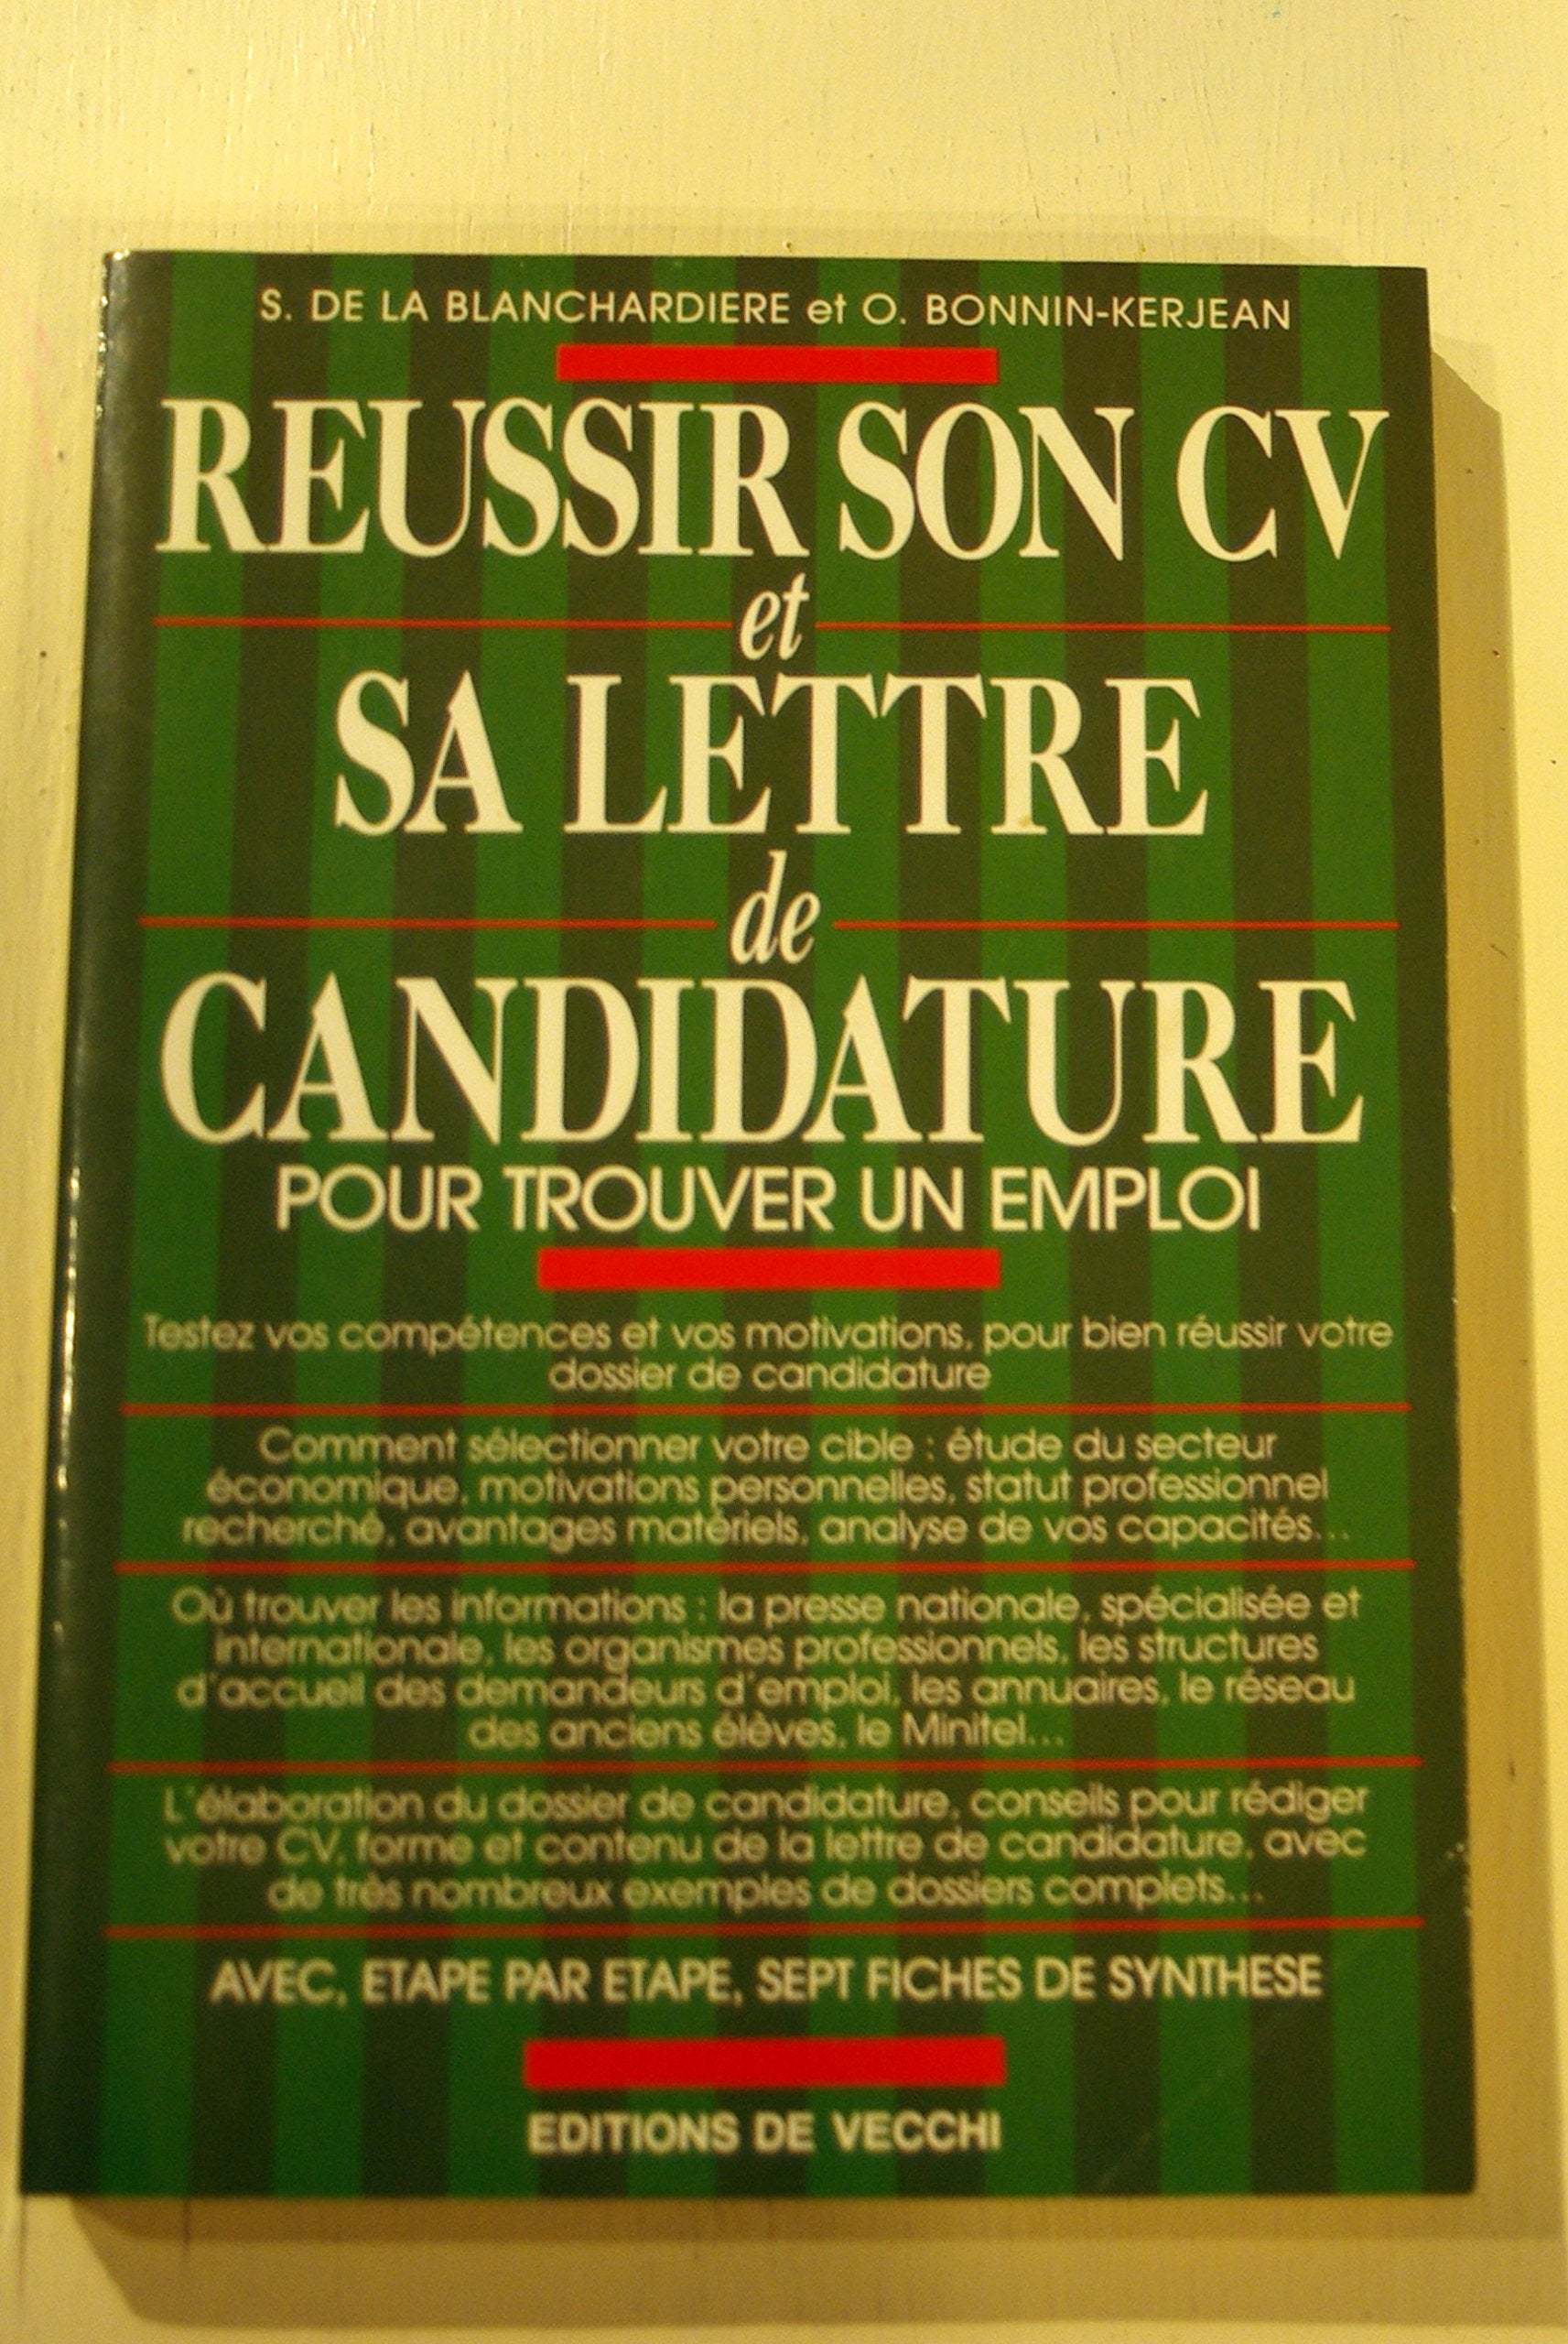 S. DE LA BLANCHARDIERE et O. BONNIN-KERJEAN
REUSSIR SON CV
et
SA LETTRE
de
CANDIDATURE
POUR TROUVER UN EMPLOI
Testez vos compétences et vos motivations, pour bien réussir votre
dossier de candidature
Comment sélectionner votre cible : étude du secteur
économique, motivations personnelles, statut professionnel
recherché, avantages matériels, analyse de vos capacités...
Où trouver les informations : la presse nationale, spécialisée et
internationale, les organismes professionnels, les structures
d'accueil des demandeurs d'emploi, les annuaires, le réseau
des anciens élèves, le Minitel...
L'élaboration du dossier de candidature, conseils pour rédiger
votre CV, forme et contenu de la lettre de candidature, avec
de très nombreux exemples de dossiers complets...
AVEC, ETAPE PAR ETAPE, SEPT FICHES DE SYNTHESE
EDITIONS DE VECCHI